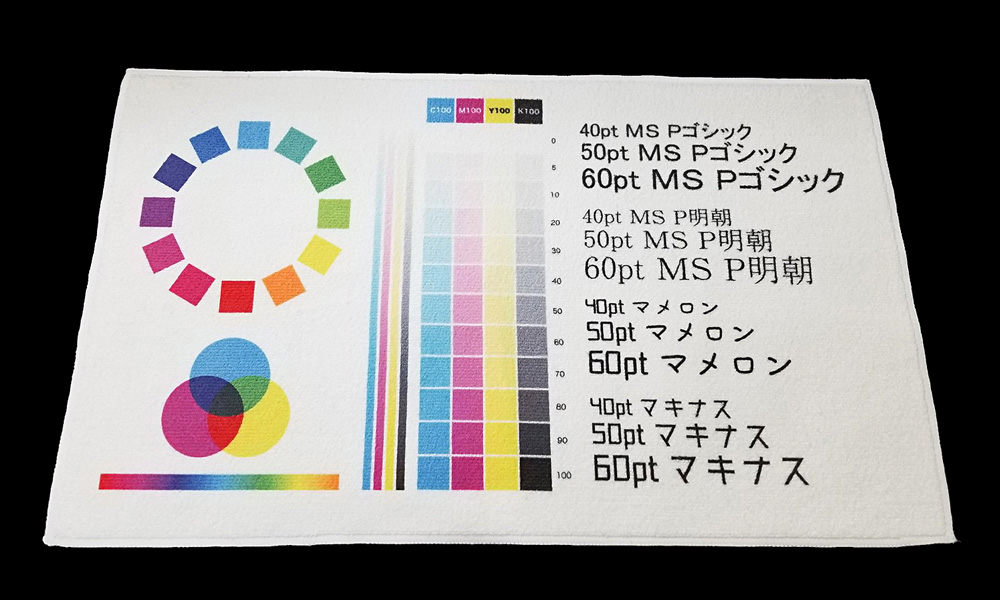 C100 M100 Y100 K100
0
5
10
20
30
40
50
60
70
80
90
100
40pt MS Pゴシック
50pt MS Pゴシック
60pt MS Pゴシック
40pt MS P明朝
50pt MS P明朝
60pt MS P明朝
40pt マメロン
50pt マメロン
60pt マメロン
40pt マキナス
50pt マキナス
60pt マキナス